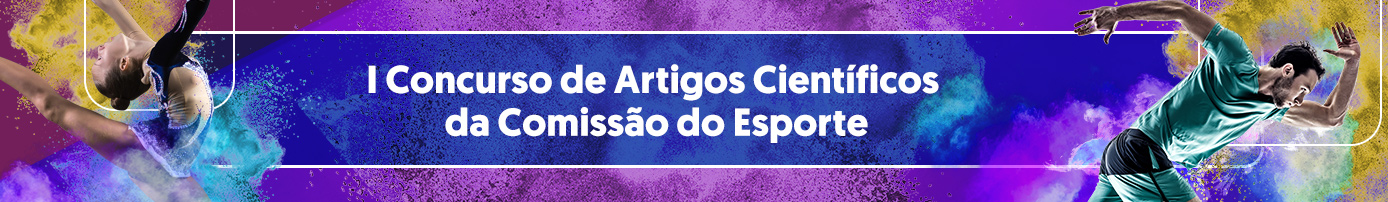 I Concurso de Artigos Científicos
da Comissão do Esporte